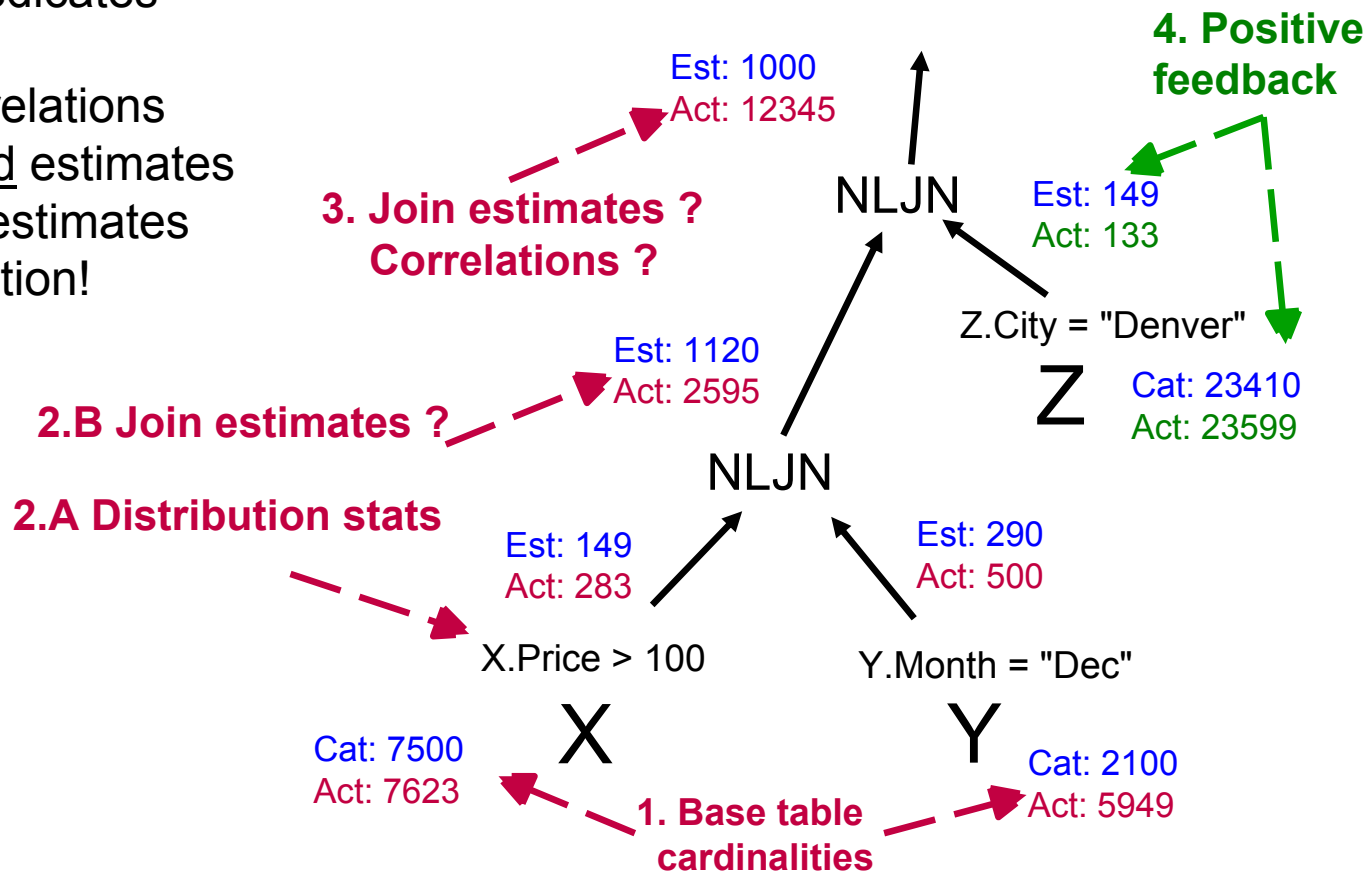 edicates
relations
d estimates
estimates
tion!
4. Positive
feedback
Est: 1000
Act: 12345
3. Join estimates ?
Correlations ?
NLJN
Est: 149
Act: 133
Z.City = "Denver"
Z
Cat: 23410
Act: 23599
Est: 1120
Act: 2595
2.B Join estimates ?
NLJN
2.A Distribution stats
Est: 149
Act: 283
Est: 290
Act: 500
X.Price > 100
Y.Month = "Dec"
X
Y
Cat: 7500
Act: 7623
Cat: 2100
Act: 5949
1. Base table
cardinalities